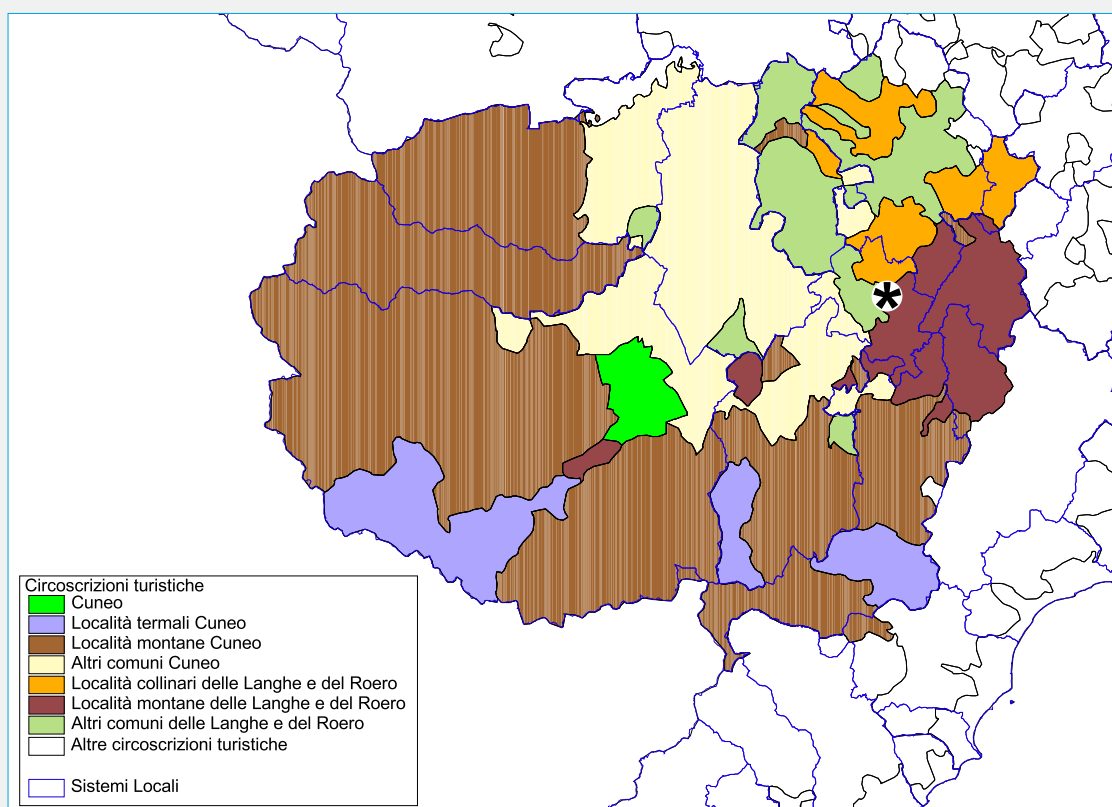 Circoscrizioni turistiche
Cuneo
Località termali Cuneo
Località montane Cuneo
Altri comuni Cuneo
Località collinari delle Langhe e del Roero
Località montane delle Langhe e del Roero
Altri comuni delle Langhe e del Roero
Altre circoscrizioni turistiche
Sistemi Locali
*